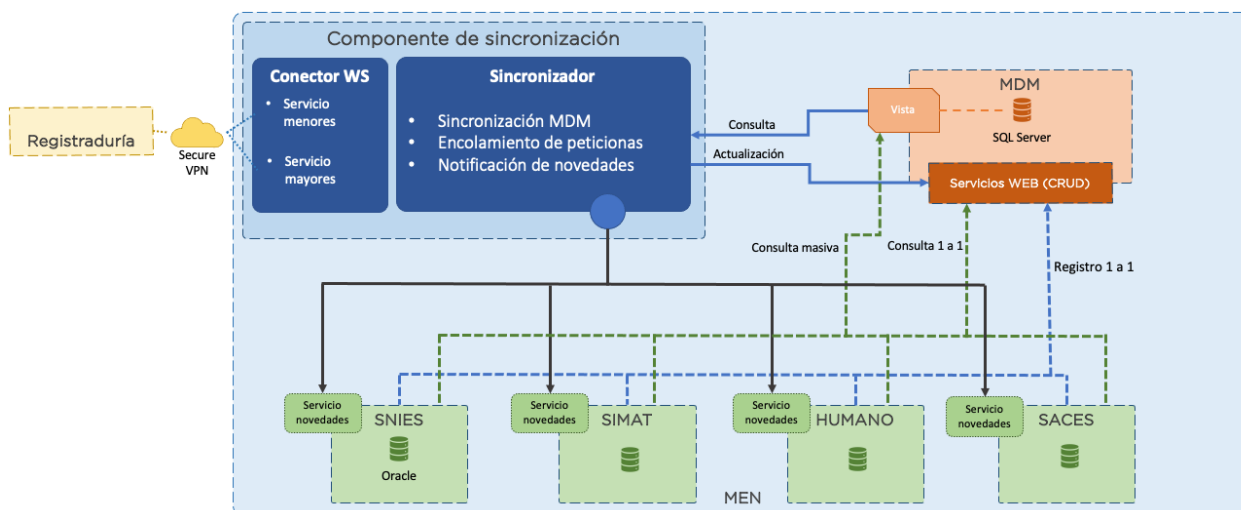 Componente de sincronización
Conector WS
• Servicio
menores
• Servicio
mayores
Sincronizador
• Sincronización MDM
• Encolamiento de peticionas
• Notificación de novedades
Registraduría
Secure
VPN
MDM
Vista
SQL Server
Servicios WEB (CRUD)
Consulta
Actualización
Consulta masiva
Consulta 1 a 1
Registro 1 a 1
Servicio
novedades
SNIES
Oracle
Servicio
novedades
SIMAT
Servicio
novedades
HUMANO
Servicio
novedades
SACES
MEN